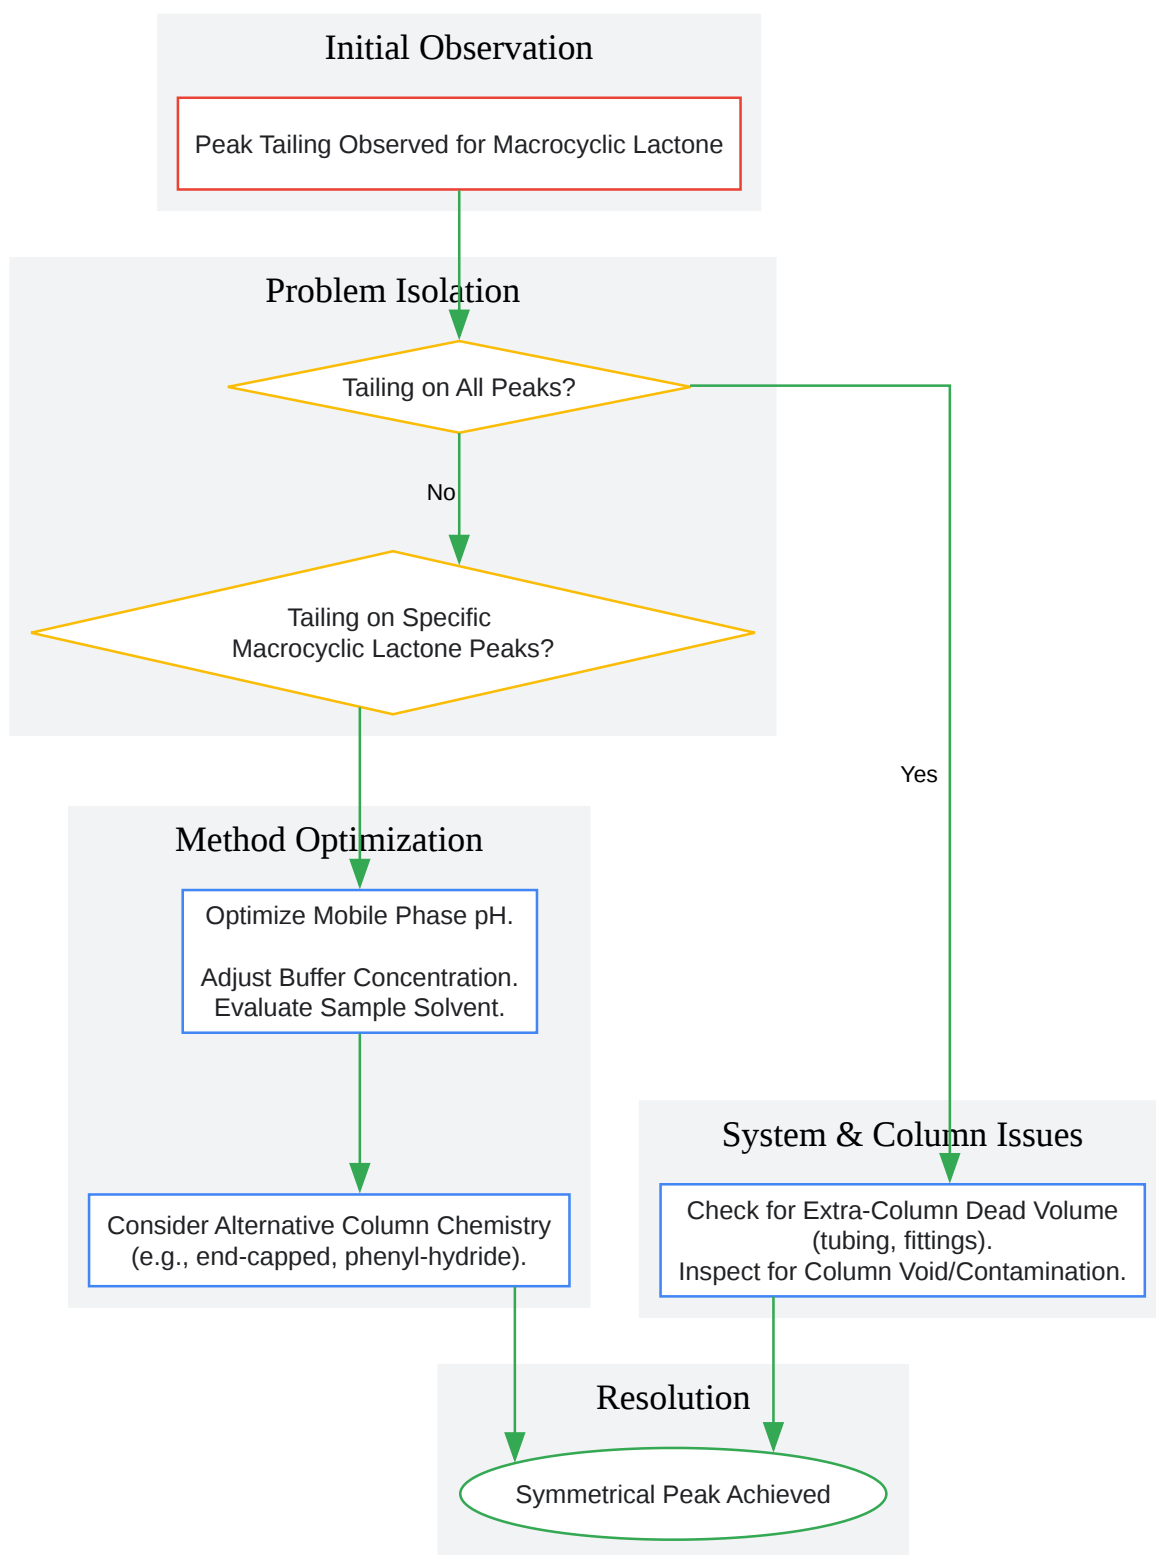 Initial Observation
Peak Tailing Observed for Macrocyclic Lactone
Problem Isolation
Tailing on All Peaks?
No
Tailing on Specific
Macrocyclic Lactone Peaks?
Yes
Method Optimization
Optimize Mobile Phase pH.
Adjust Buffer Concentration.
Evaluate Sample Solvent.
System & Column Issues
Consider Alternative Column Chemistry
(e.g., end-capped, phenyl-hydride).
Check for Extra-Column Dead Volume
(tubing, fittings).
Inspect for Column Void/Contamination.
Resolution
Symmetrical Peak Achieved